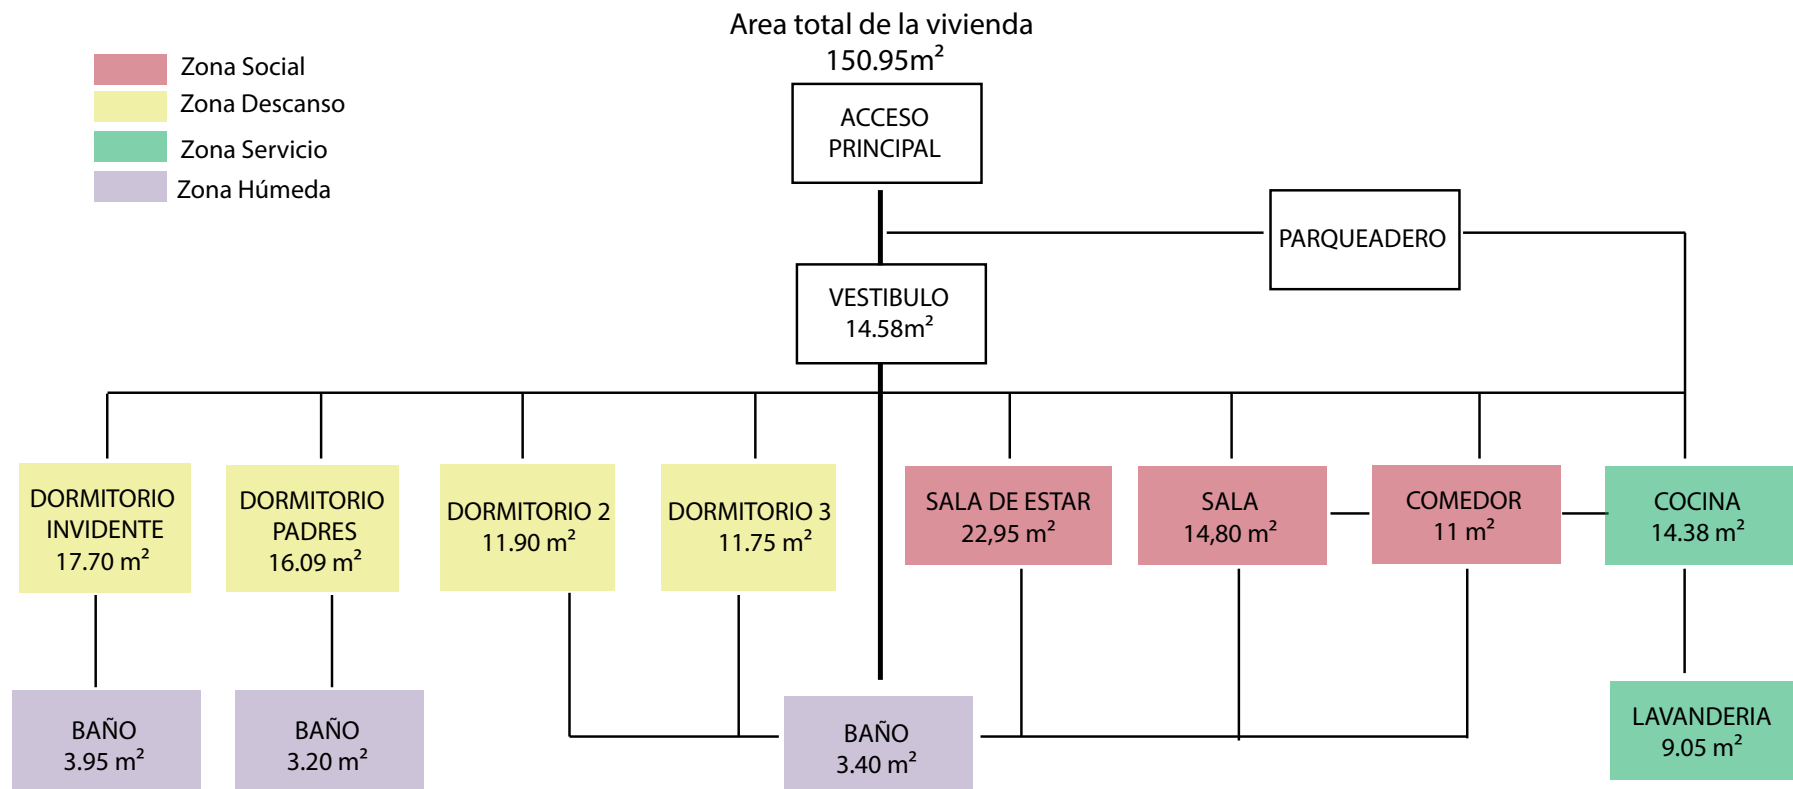 Area total de la vivienda
150.95m²
Zona Social
Zona Descanso
Zona Servicio
Zona Húmeda
ACCESO
PRINCIPAL
PARQUEADERO
VESTIBULO
14.58m²
DORMITORIO
INVIDENTE
17.70 m²
DORMITORIO
PADRES
16.09 m²
DORMITORIO 2
11.90 m²
DORMITORIO 3
11.75 m²
SALA DE ESTAR
22,95 m²
SALA
14,80 m²
COMEDOR
11 m²
COCINA
14.38 m²
BAÑO
3.95 m²
BAÑO
3.20 m²
BAÑO
3.40 m²
LAVANDERIA
9.05 m²